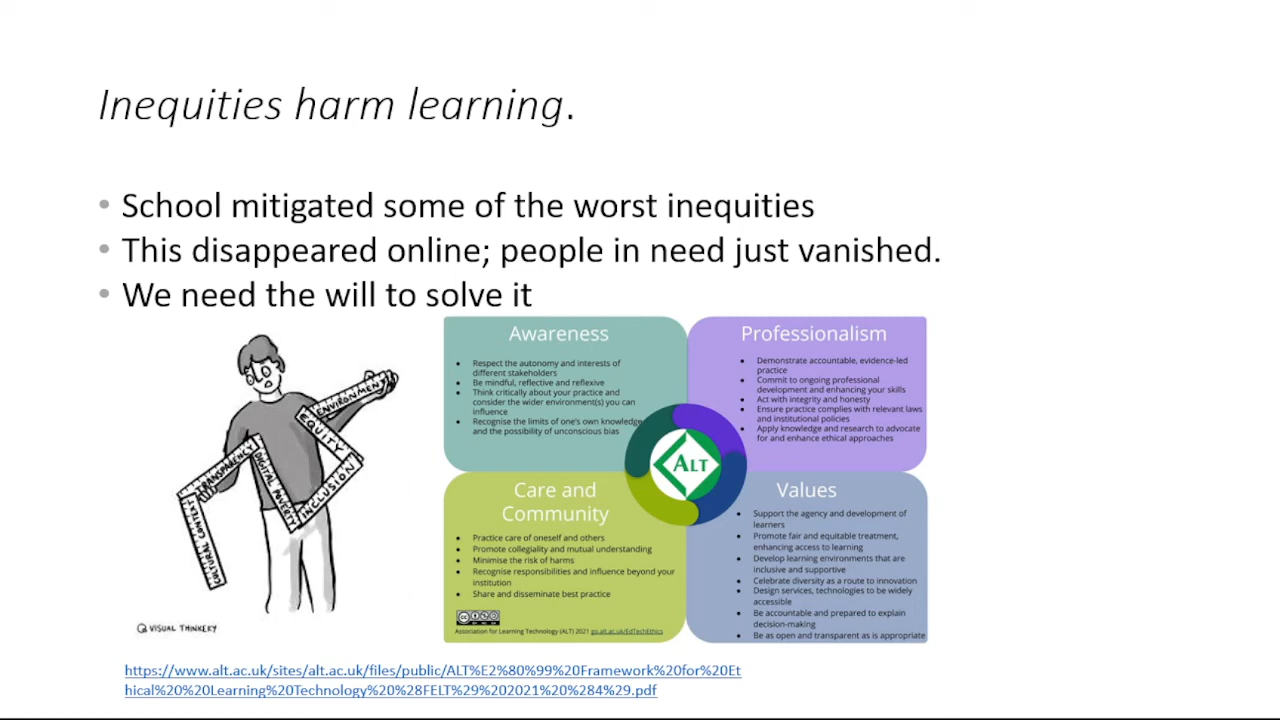 Inequities harm learning.
• School mitigated some of the worst inequities
• This disappeared online; people in need just vanished.
• We need the will to solve it
CULTURAL CONTEXT
TRANSPARENCY
DIGITAL POVERTY
INCLUSION
EQUITY
ENVIRONMENT
@ VISUAL THINKERY
Awareness
• Respect the autonomy and interests of
different stakeholders
• Be mindful, reflective and reflexive
• Think critically about your practice and
consider the wider environment(s) you can
influence
• Recognise the limits of one's own knowledge
and the possibility of unconscious bias
Professionalism
• Demonstrate accountable, evidence-led
practice
• Commit to ongoing professional
development and enhancing your skills
• Act with integrity and honesty
• Ensure practice complies with relevant laws
and institutional policies
• Apply knowledge and research to advocate
for and enhance ethical approaches
ALT
Care and
Community
• Practice care of oneself and others
• Promote collegiality and mutual understanding
• Minimise the risk of harms
• Recognise responsibilities and influence beyond your
institution
• Share and disseminate best practice
Association for Learning Technology (ALT) 2021 go.alt.ac.uk/EdTechEthics
Values
• Support the agency and development of
learners
• Promote fair and equitable treatment,
enhancing access to learning
• Develop learning environments that are
inclusive and supportive
• Celebrate diversity as a route to innovation
• Design services, technologies to be widely
accessible
• Be accountable and prepared to explain
decision-making
• Be as open and transparent as is appropriate
https://www.alt.ac.uk/sites/alt.ac.uk/files/public/ALT%E2%80%99%20Framework%20for%20Et
hical%20%20Learning%20Technology%20%28FELT%29%202021%20%284%29.pdf